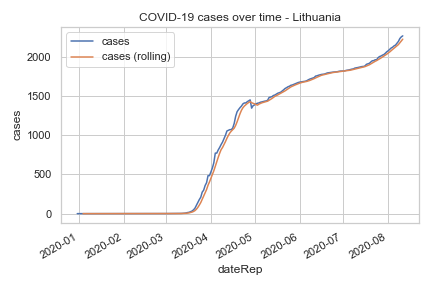 COVID-19 cases over time - Lithuania
cases
cases (rolling)
2000
1500
1000
500
0
cases
2020-01
2020-02
2020-03
2020-04
2020-05
2020-06
2020-07
2020-08
dateRep